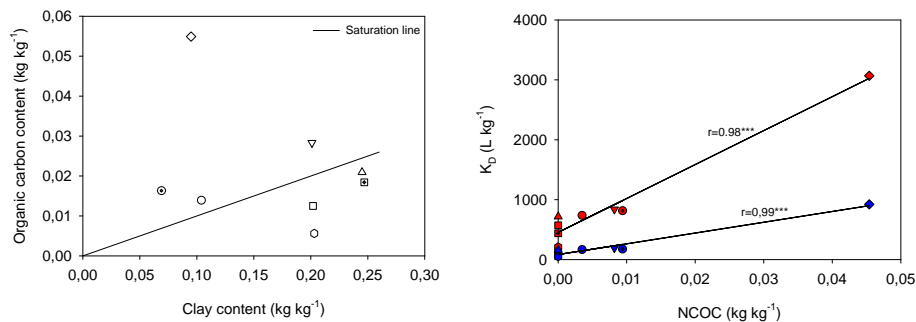 0,06
0,05
0,04
0,03
0,02
0,01
0,00
Organic carbon content (kg kg⁻¹)
Saturation line
0,00 0,05 0,10 0,15 0,20 0,25 0,30
Clay content (kg kg⁻¹)
4000
3000
2000
1000
0
K_D (L kg⁻¹)
r=0.98***
r=0,99***
0,00 0,01 0,02 0,03 0,04 0,05
NCOC (kg kg⁻¹)